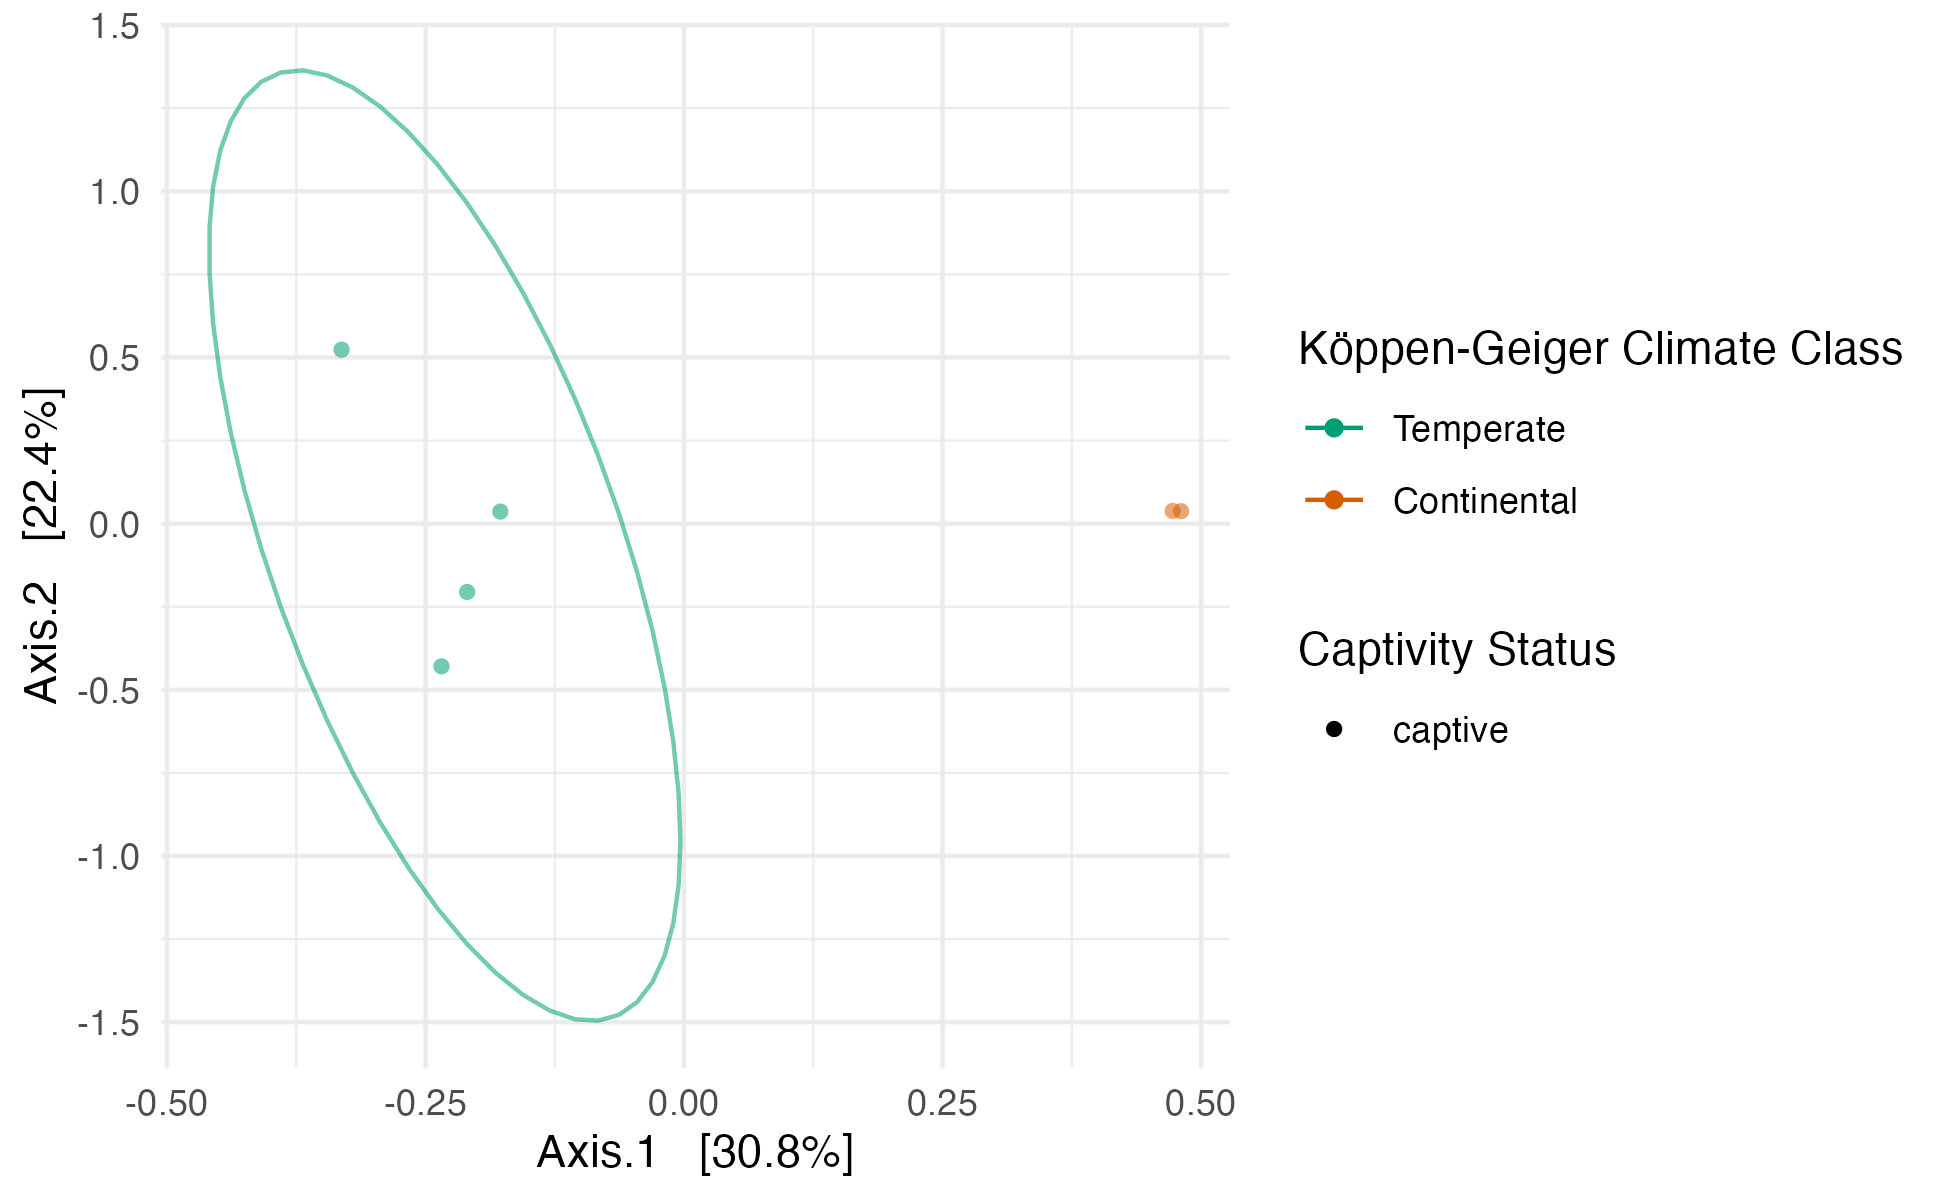 1.5
1.0
0.5
0.0
-0.5
-1.0
-1.5
Axis.2 [22.4%]
-0.50 -0.25 0.00 0.25 0.50
Axis.1 [30.8%]
Köppen-Geiger Climate Class
Temperate
Continental
Captivity Status
captive